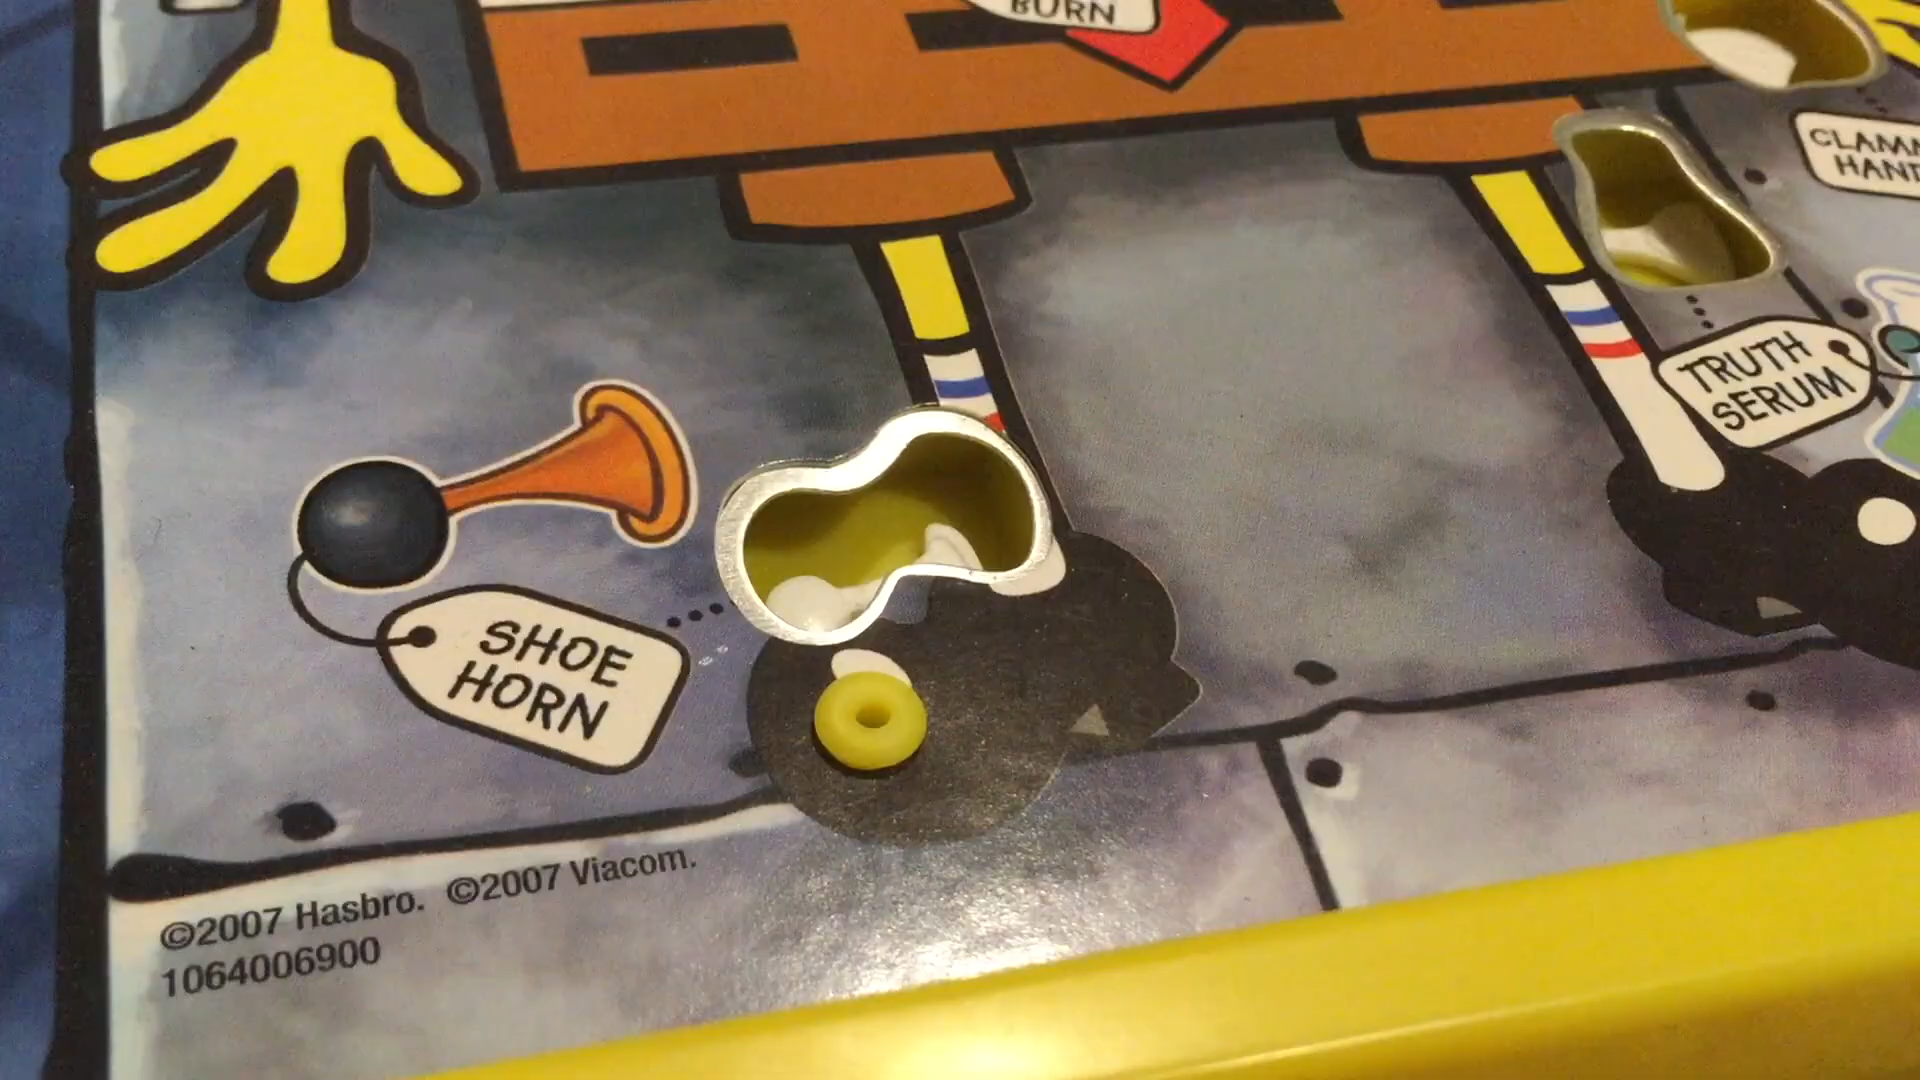 BURN
TRUTH
SERUM
SHOE
HORN
©2007 Hasbro. ©2007 Viacom.
1064006900